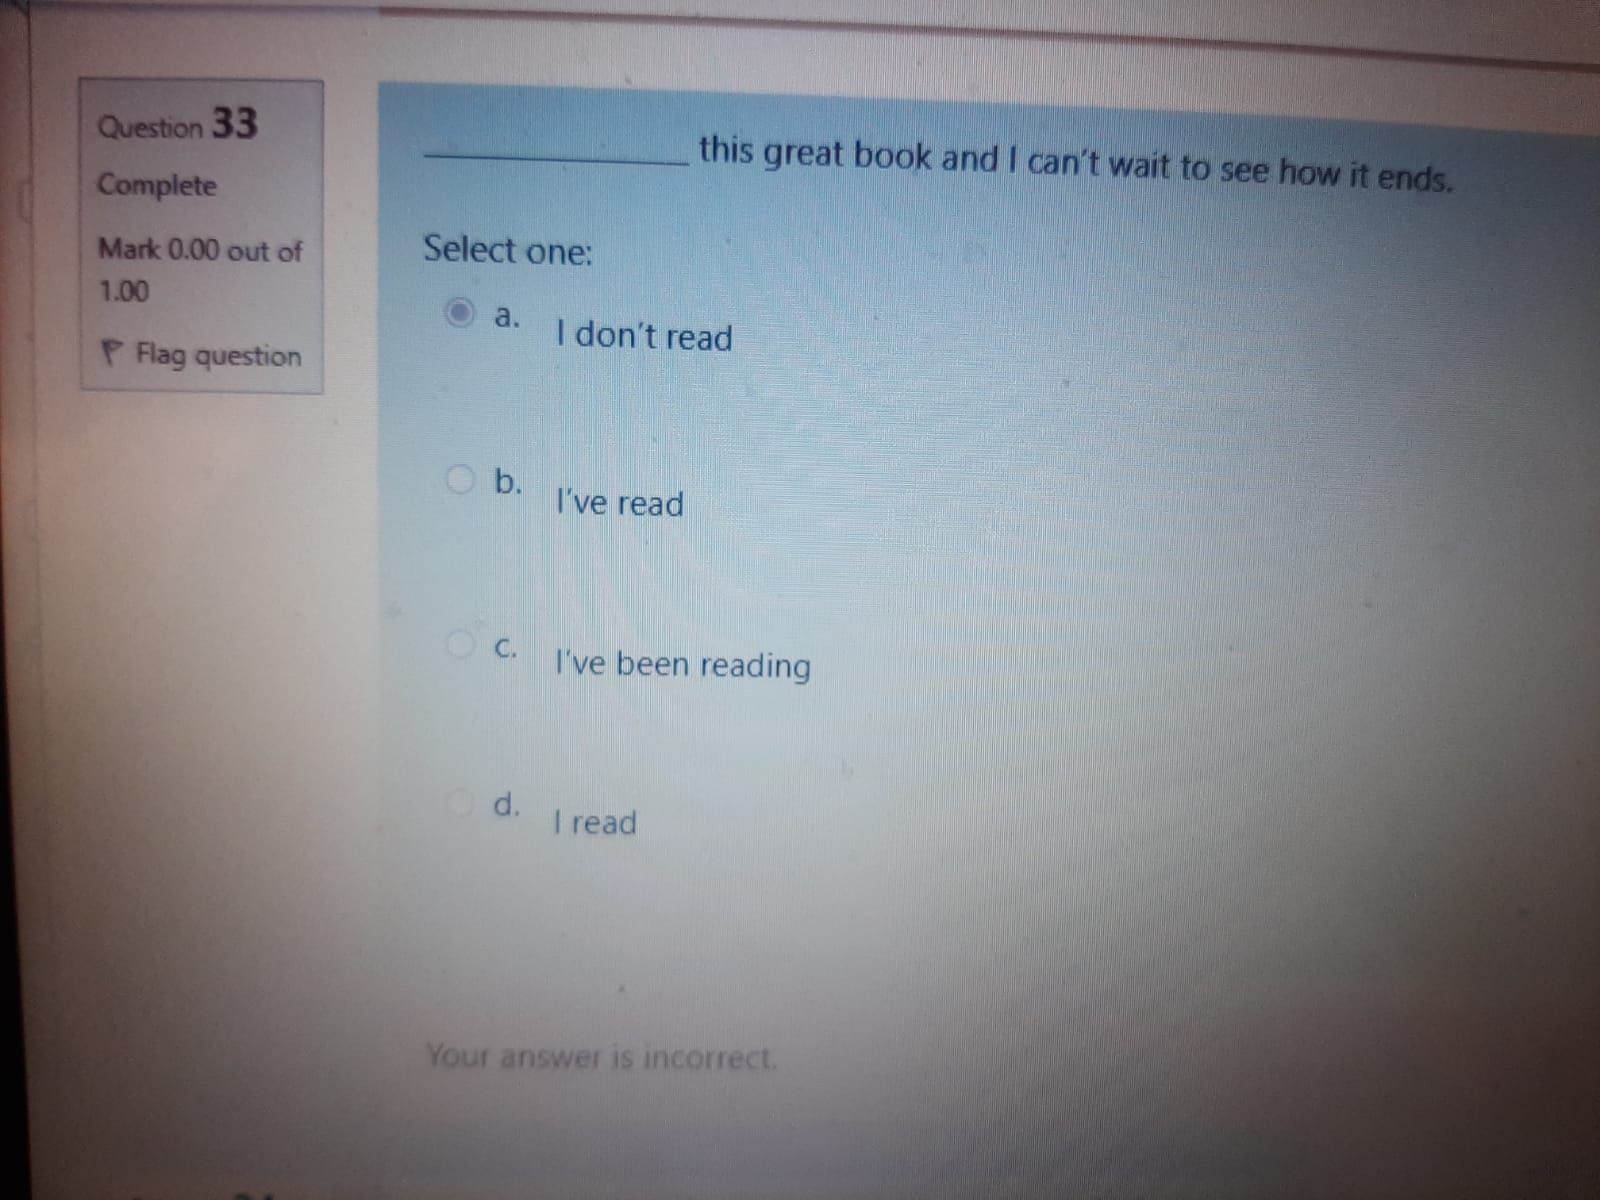 Question 33
Complete
Mark 0.00 out of
1.00
Flag question
____________ this great book and I can't wait to see how it ends.
Select one:
a. I don't read
b. I've read
c. I've been reading
d. I read
Your answer is incorrect.